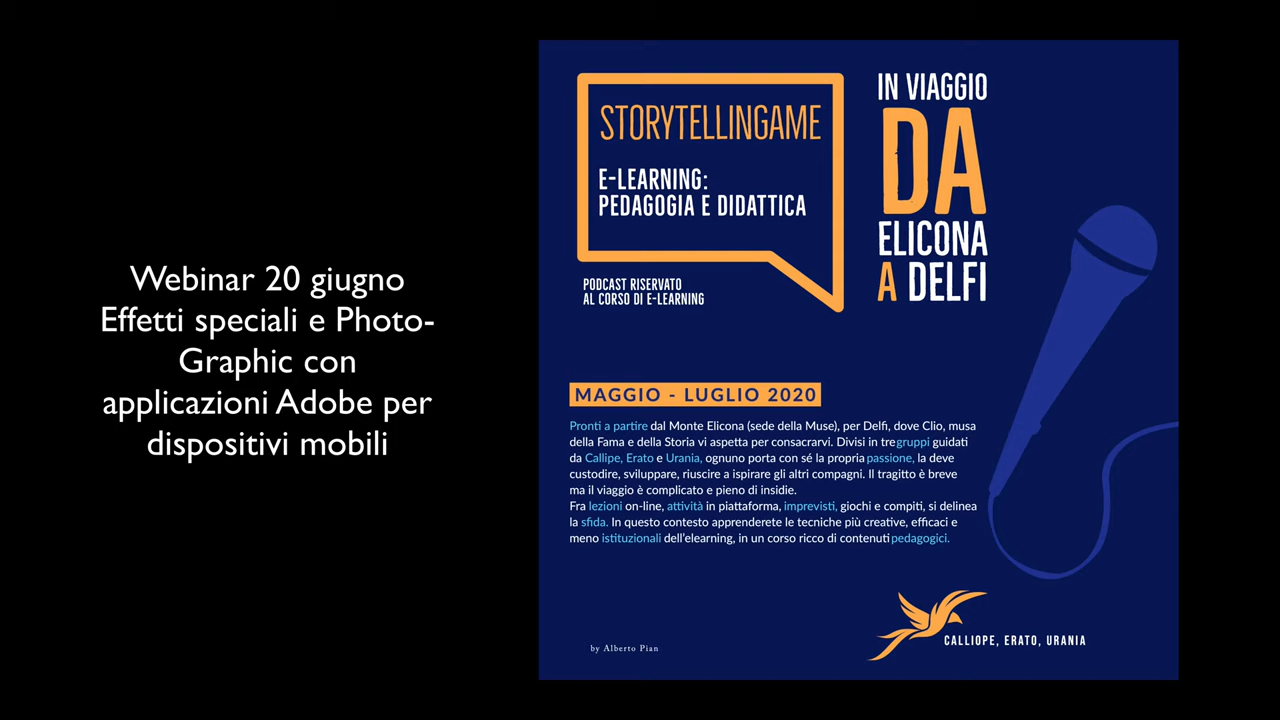 Webinar 20 giugno
Effetti speciali e Photo-
Graphic con
applicazioni Adobe per
dispositivi mobili
STORYTELLINGAME
E-LEARNING:
PEDAGOGIA E DIDATTICA
PODCAST RISERVATO
AL CORSO DI E-LEARNING
IN VIAGGIO
DA
ELICONA
A DELFI
MAGGIO - LUGLIO 2020
Pronti a partire dal Monte Elicona (sede della Muse), per Delfi, dove Clio, musa
della Fama e della Storia vi aspetta per consacrarvi. Divisi in tre gruppi guidati
da Callipe, Erato e Urania, ognuno porta con sé la propria passione, la deve
custodire, sviluppare, riuscire a ispirare gli altri compagni. Il tragitto è breve
ma il viaggio è complicato e pieno di insidie.
Fra lezioni on-line, attività in piattaforma, imprevisti, giochi e compiti, si delinea
la sfida. In questo contesto apprenderete le tecniche più creative, efficaci e
meno istituzionali dell'elearning, in un corso ricco di contenuti pedagogici.
CALLIOPE, ERATO, URANIA
by Alberto Pian